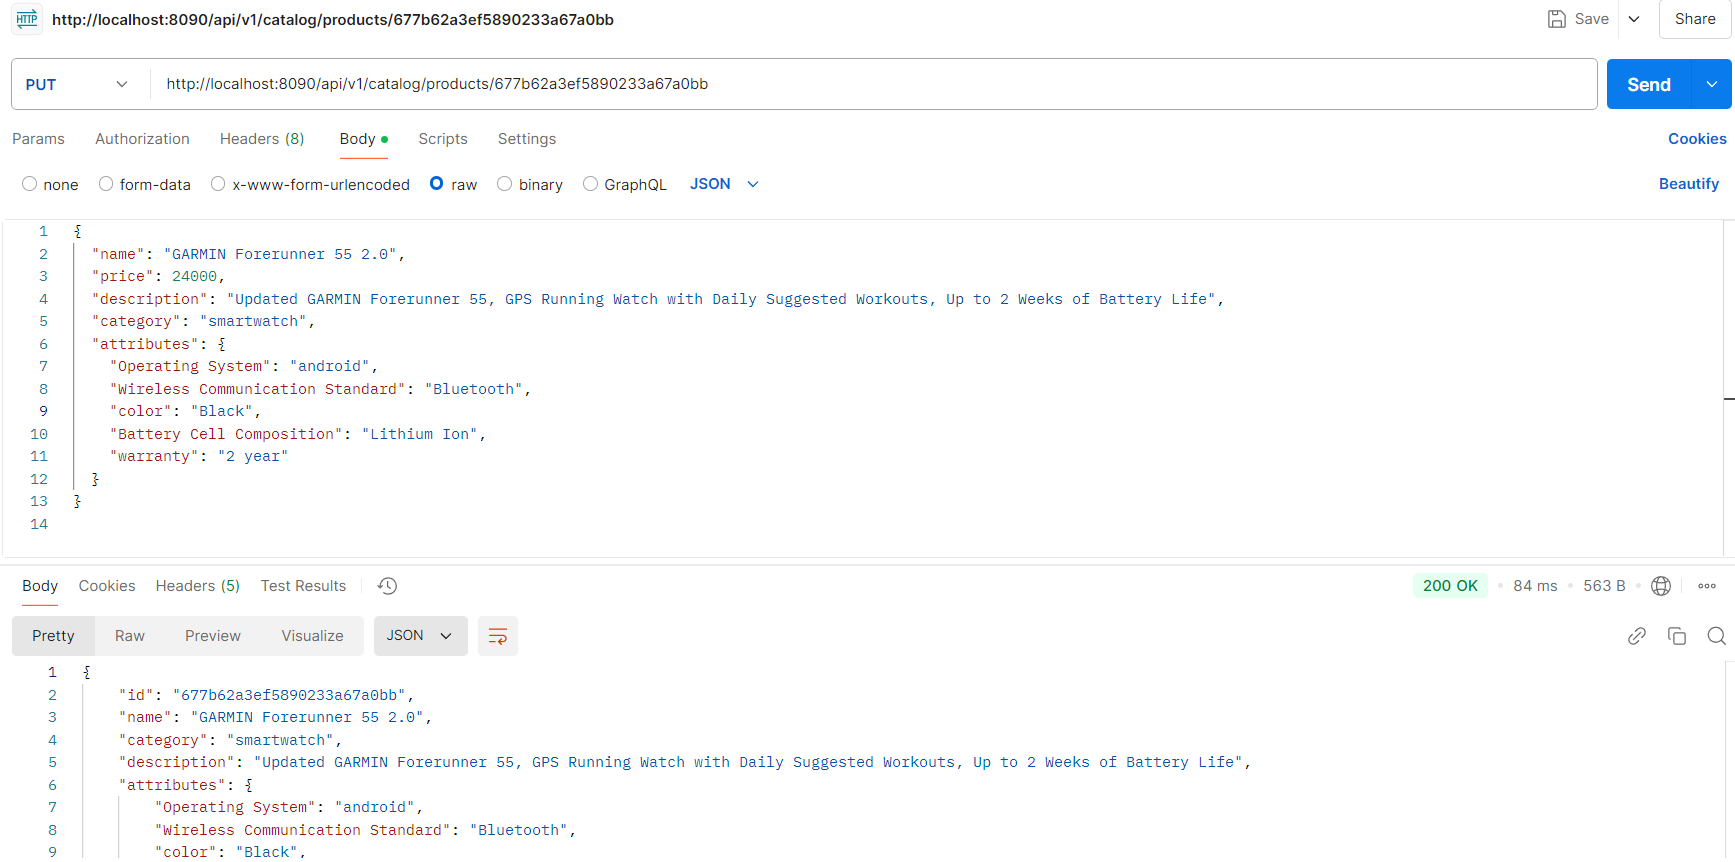 HTTP http://localhost:8090/api/v1/catalog/products/677b62a3ef5890233a67a0bb Save Share
PUT http://localhost:8090/api/v1/catalog/products/677b62a3ef5890233a67a0bb Send
Params Authorization Headers (8) Body Scripts Settings Cookies
none form-data x-www-form-urlencoded raw binary GraphQL JSON Beautify
1 {
2 "name": "GARMIN Forerunner 55 2.0",
3 "price": 24000,
4 "description": "Updated GARMIN Forerunner 55, GPS Running Watch with Daily Suggested Workouts, Up to 2 Weeks of Battery Life",
5 "category": "smartwatch",
6 "attributes": {
7 "Operating System": "android",
8 "Wireless Communication Standard": "Bluetooth",
9 "color": "Black",
10 "Battery Cell Composition": "Lithium Ion",
11 "warranty": "2 year"
12 }
13 }
14
Body Cookies Headers (5) Test Results 200 OK 84 ms 563 B
Pretty Raw Preview Visualize JSON
1 {
2 "id": "677b62a3ef5890233a67a0bb",
3 "name": "GARMIN Forerunner 55 2.0",
4 "category": "smartwatch",
5 "description": "Updated GARMIN Forerunner 55, GPS Running Watch with Daily Suggested Workouts, Up to 2 Weeks of Battery Life",
6 "attributes": {
7 "Operating System": "android",
8 "Wireless Communication Standard": "Bluetooth",
9 "color": "Black",